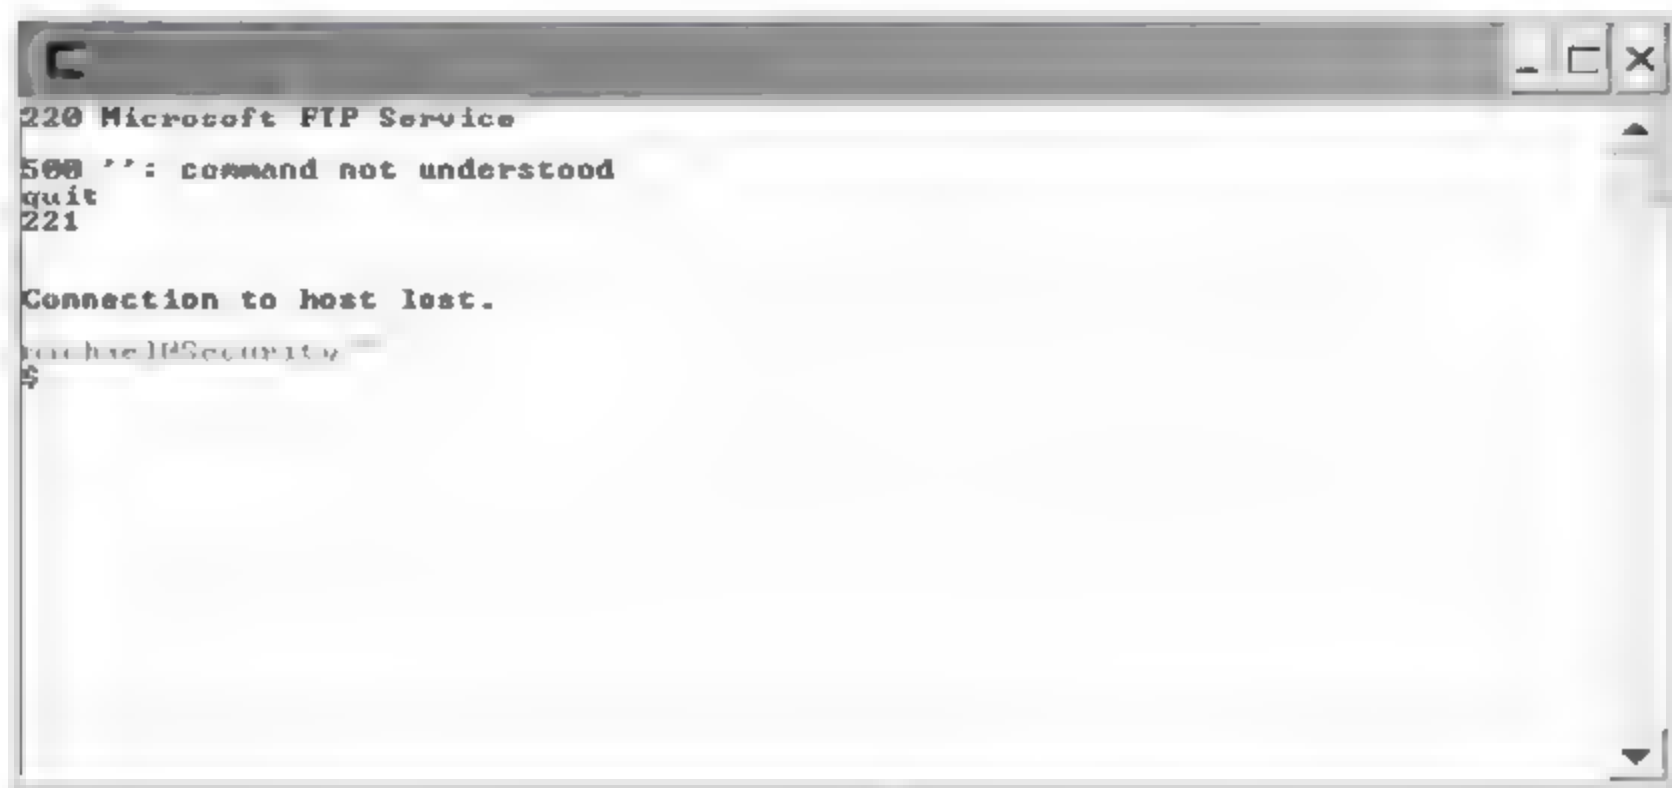 220 Microsoft FTP Service
500 '': command not understood
quit
221
Connection to host lost.
$